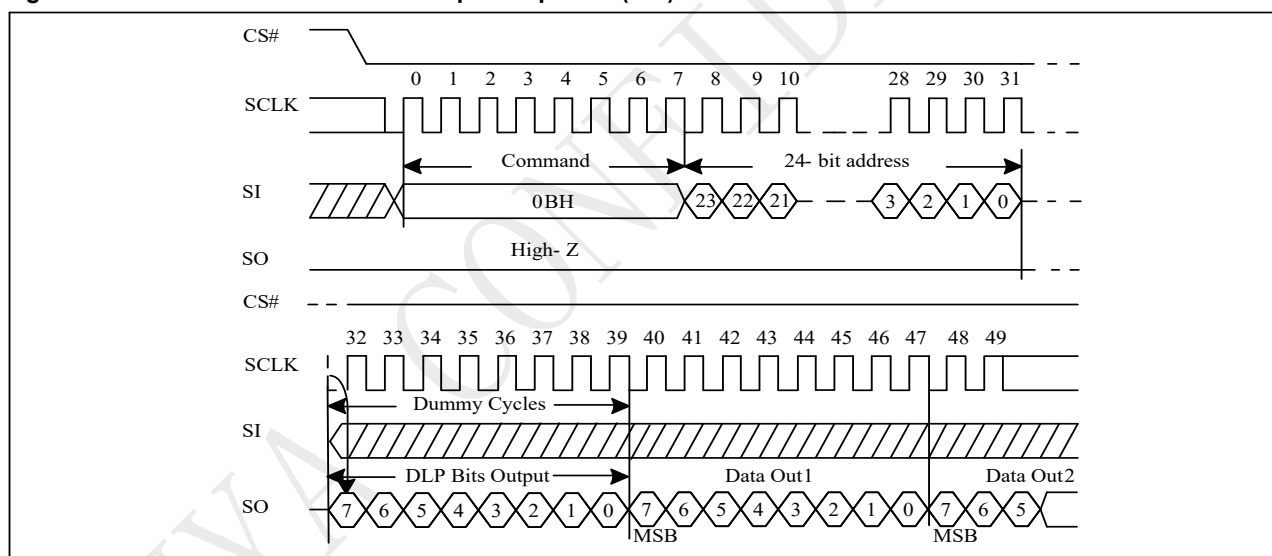 CS#
0 1 2 3 4 5 6 7 8 9 10 28 29 30 31
SCLK
Command 24- bit address
SI 0BH 23 22 21 3 2 1 0
High- Z
SO
CS#
32 33 34 35 36 37 38 39 40 41 42 43 44 45 46 47 48 49
SCLK
Dummy Cycles
SI
DLP Bits Output Data Out1 Data Out2
SO 7 6 5 4 3 2 1 0 7 6 5 4 3 2 1 0 7 6 5
MSB MSB